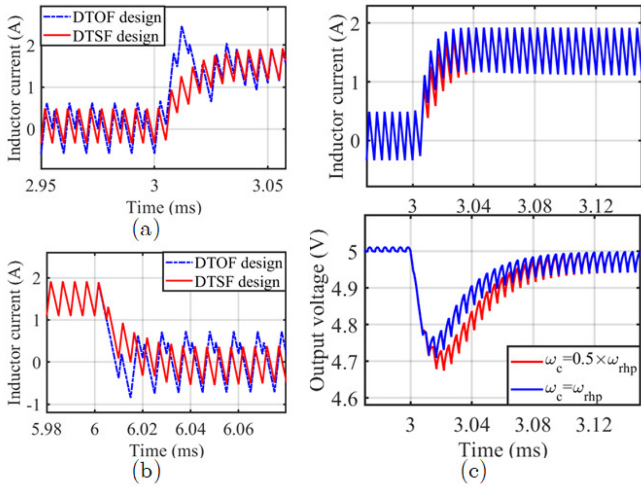 (a)
DTOF design
DTSF design
Inductor current (A)
2
1
0
2.95
3
3.05
Time (ms)
(a)
DTOF design
DTSF design
Inductor current (A)
2
1
0
-1
5.98
6
6.02
6.04
6.06
Time (ms)
(b)
Inductor current (A)
2
1
0
3
3.04
3.08
3.12
Output voltage (V)
5
4.9
4.8
4.7
4.6
ωc=0.5×ωrhp
ωc=ωrhp
3
3.04
3.08
3.12
Time (ms)
(c)